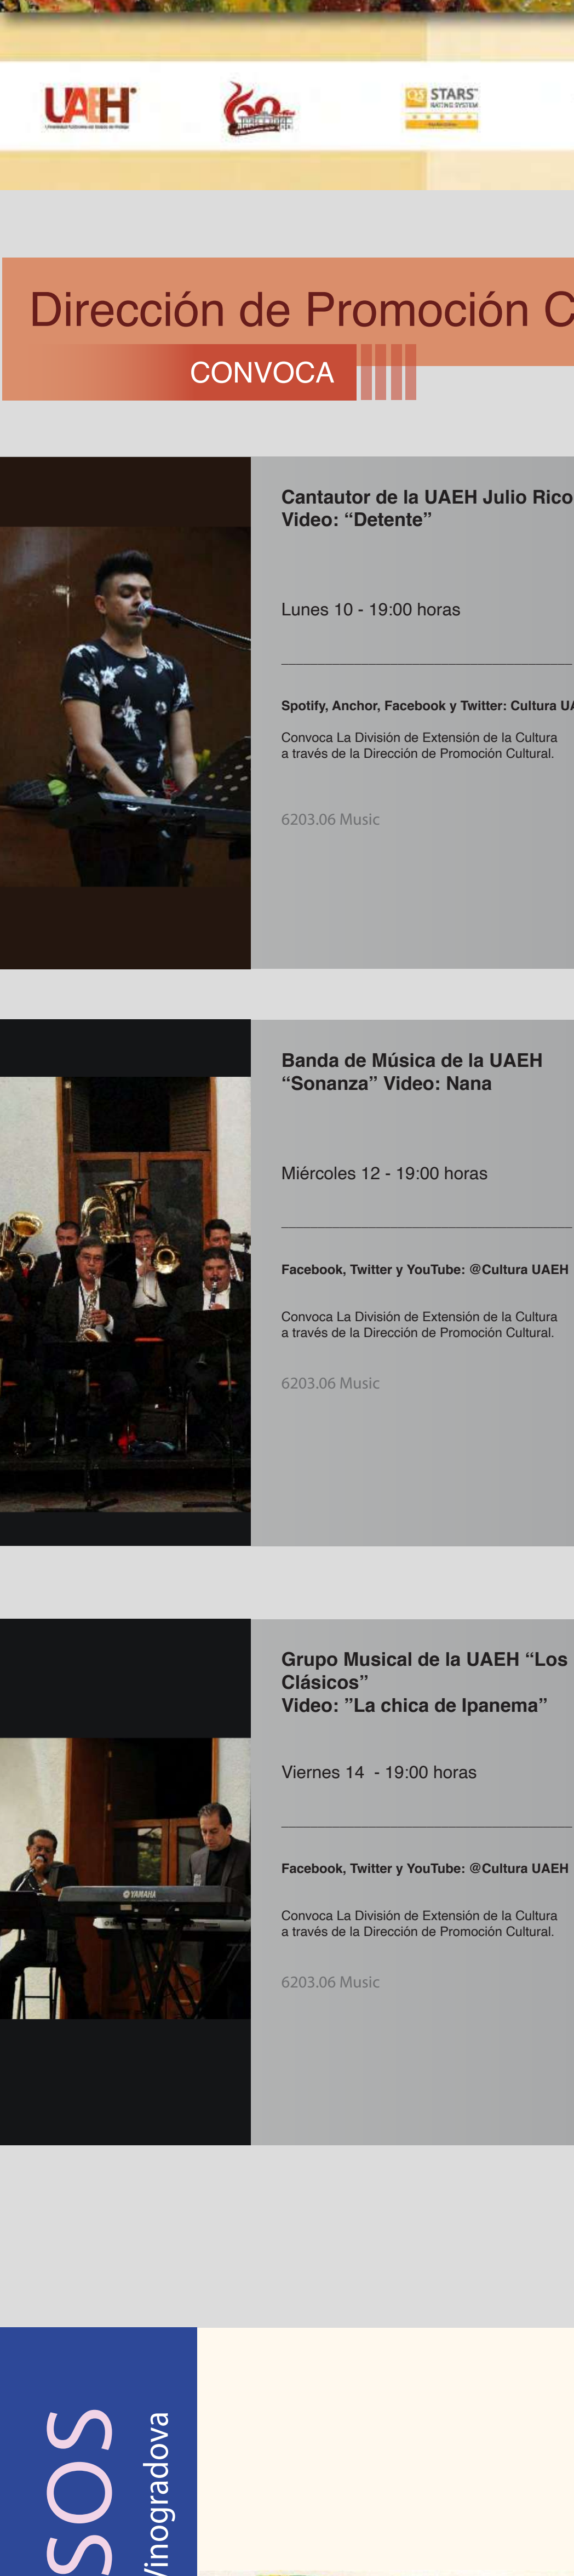 UAEH
60
QS STARS™
RATING SYSTEM
Dirección de Promoción C
CONVOCA
Cantautor de la UAEH Julio Rico
Video: “Detente”
Lunes 10 - 19:00 horas
Spotify, Anchor, Facebook y Twitter: Cultura UA
Convoca La División de Extensión de la Cultura
a través de la Dirección de Promoción Cultural.
6203.06 Music
Banda de Música de la UAEH
“Sonanza” Video: Nana
Miércoles 12 - 19:00 horas
Facebook, Twitter y YouTube: @Cultura UAEH
Convoca La División de Extensión de la Cultura
a través de la Dirección de Promoción Cultural.
6203.06 Music
Grupo Musical de la UAEH “Los
Clásicos”
Video: ”La chica de Ipanema”
Viernes 14  - 19:00 horas
YAMAHA
Facebook, Twitter y YouTube: @Cultura UAEH
Convoca La División de Extensión de la Cultura
a través de la Dirección de Promoción Cultural.
6203.06 Music
SOS
Vinogradova